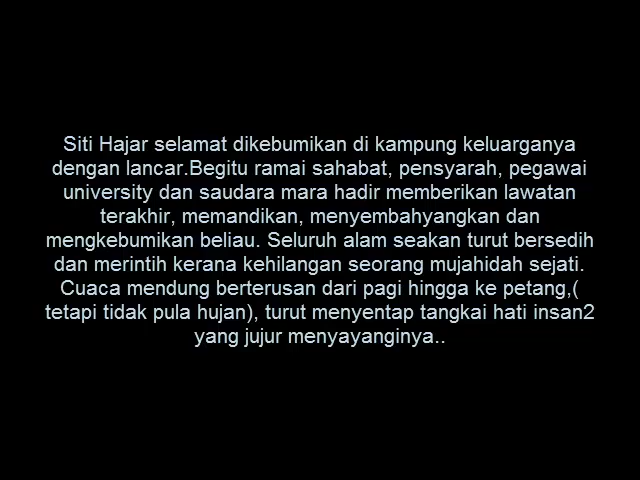 Siti Hajar selamat dikebumikan di kampung keluarganya
dengan lancar.Begitu ramai sahabat, pensyarah, pegawai
university dan saudara mara hadir memberikan lawatan
terakhir, memandikan, menyembahyangkan dan
mengkebumikan beliau. Seluruh alam seakan turut bersedih
dan merintih kerana kehilangan seorang mujahidah sejati.
Cuaca mendung berterusan dari pagi hingga ke petang,(
tetapi tidak pula hujan), turut menyentap tangkai hati insan2
yang jujur menyayanginya..